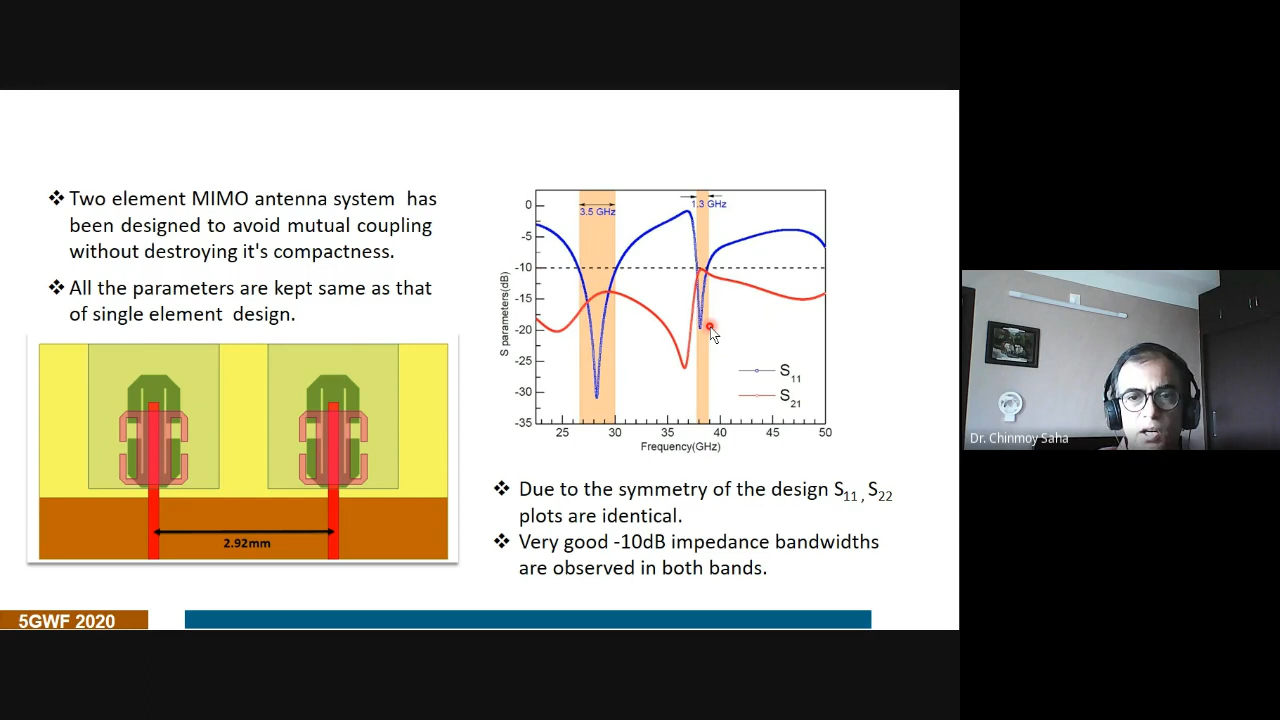 ❖ Two element MIMO antenna system has
been designed to avoid mutual coupling
without destroying it's compactness.
❖ All the parameters are kept same as that
of single element design.
2.92mm
3.5 GHz
1.3 GHz
0
-5
-10
-15
-20
-25
-30
-35
S parameters(dB)
S11
S21
25 30 35 40 45 50
Frequency(GHz)
❖ Due to the symmetry of the design S11, S22
plots are identical.
❖ Very good -10dB impedance bandwidths
are observed in both bands.
5GWF 2020
Dr. Chinmoy Saha